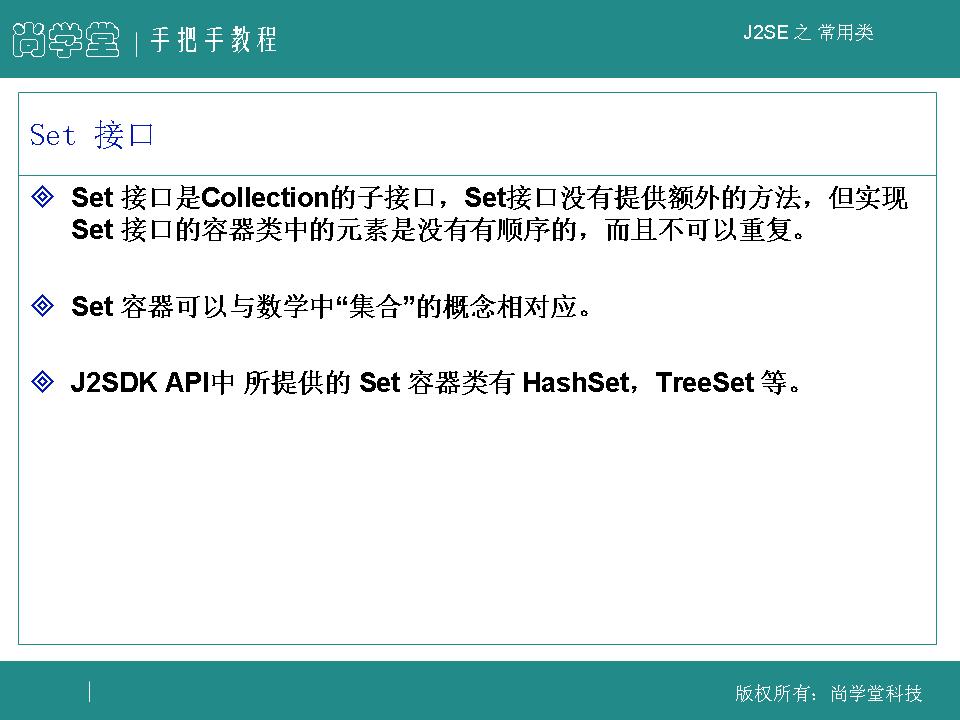 尚学堂 | 手把手教程
J2SE 之 常用类
Set 接口
Set 接口是Collection的子接口，Set接口没有提供额外的方法，但实现
Set 接口的容器类中的元素是没有有顺序的，而且不可以重复。
Set 容器可以与数学中“集合”的概念相对应。
J2SDK API中 所提供的 Set 容器类有 HashSet，TreeSet 等。
版权所有：尚学堂科技